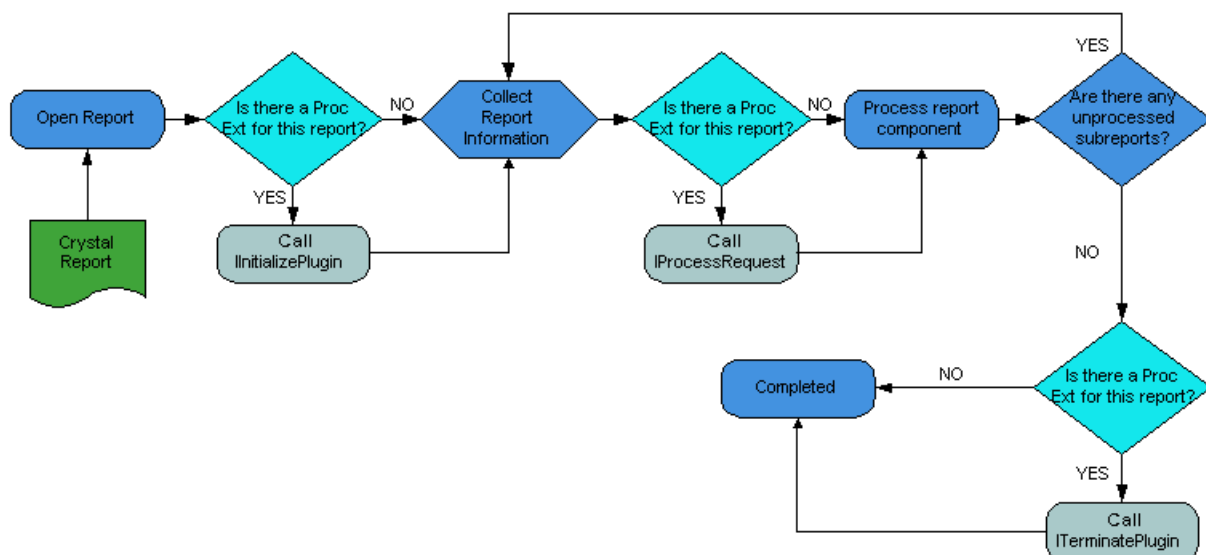 YES
Open Report
Is there a Proc
Ext for this report?
NO
Collect
Report
Information
Is there a Proc
Ext for this report?
NO
Process report
component
Are there any
unprocessed
subreports?
YES
Call
IInitializePlugin
YES
Call
IProcessRequest
Crystal
Report
NO
Completed
NO
Is there a Proc
Ext for this report?
YES
Call
ITerminatePlugin